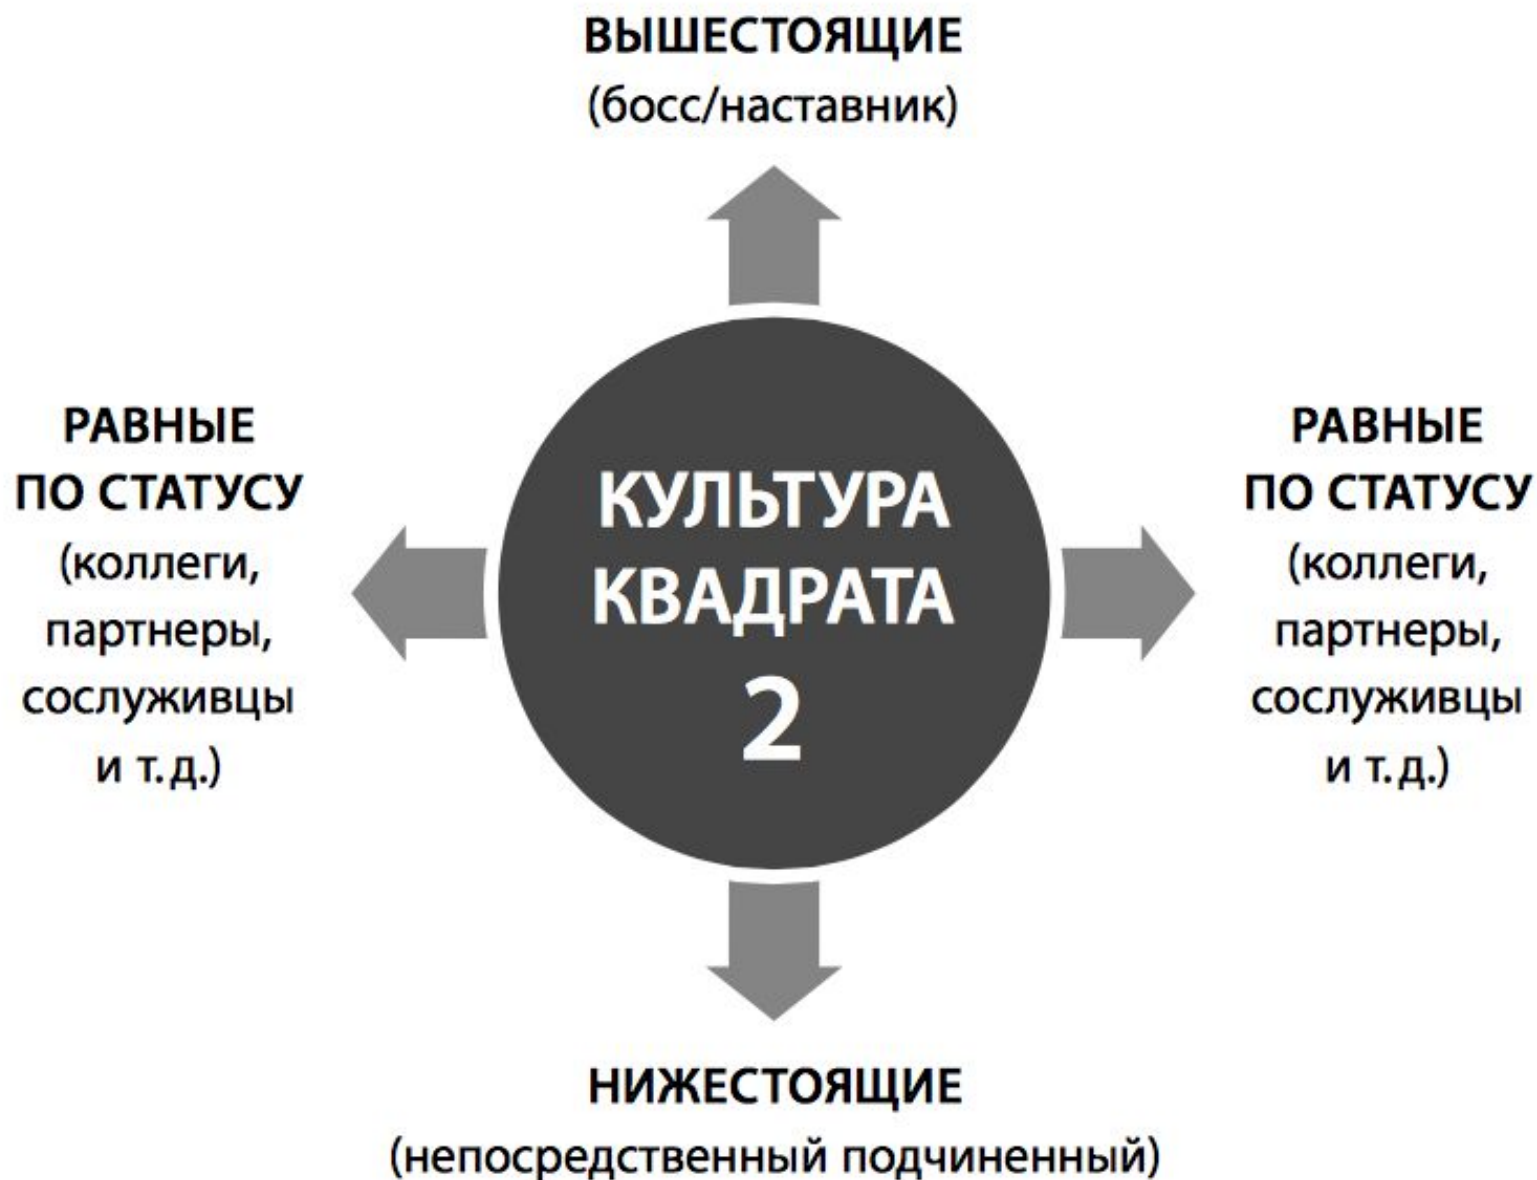 ВЫШЕСТОЯЩИЕ
(босс/наставник)
РАВНЫЕ
ПО СТАТУСУ
(коллеги,
партнеры,
сослуживцы
и т. д.)
КУЛЬТУРА
КВАДРАТА
2
РАВНЫЕ
ПО СТАТУСУ
(коллеги,
партнеры,
сослуживцы
и т. д.)
НИЖЕСТОЯЩИЕ
(непосредственный подчиненный)